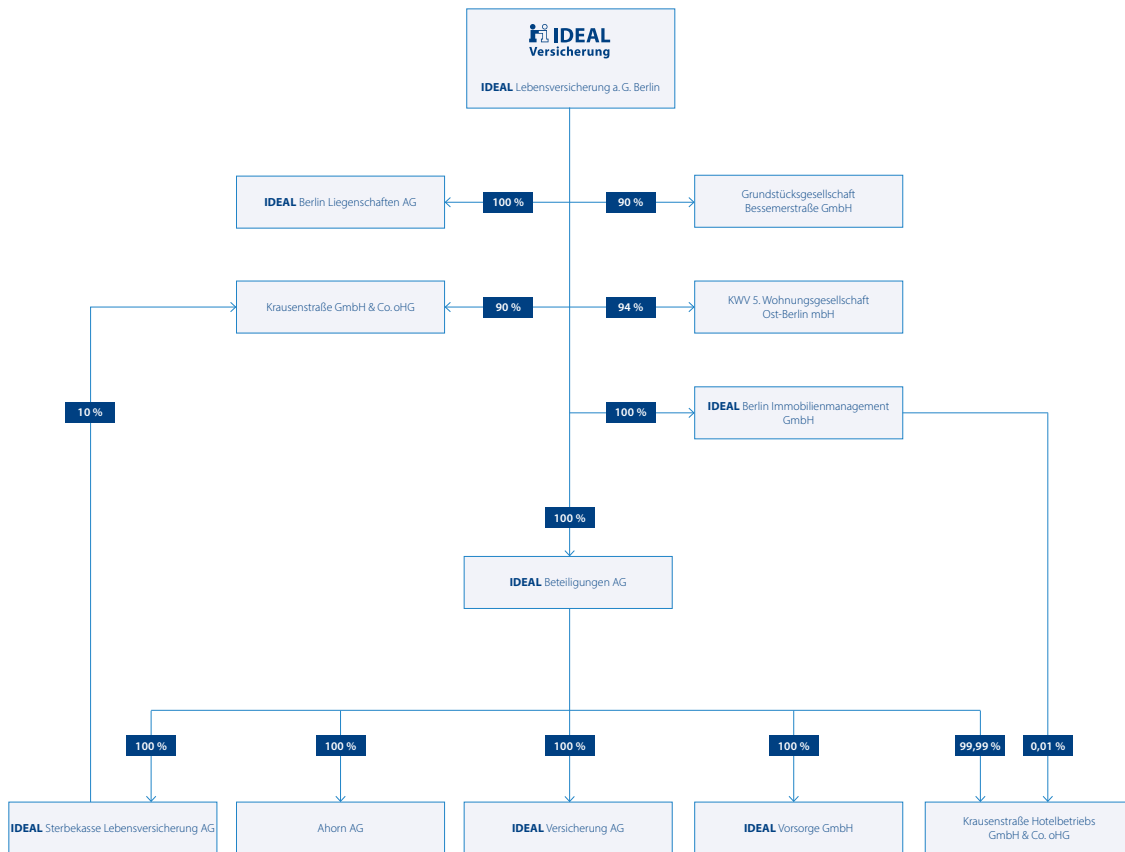 IDEAL
Versicherung
IDEAL Lebensversicherung a. G. Berlin
IDEAL Berlin Liegenschaften AG
100 %
90 %
Grundstücksgesellschaft
Bessemerstraße GmbH
Krausenstraße GmbH & Co. oHG
90 %
94 %
KWV 5. Wohnungsgesellschaft
Ost-Berlin mbH
10 %
100 %
IDEAL Berlin Immobilienmanagement
GmbH
100 %
IDEAL Beteiligungen AG
100 %
100 %
100 %
100 %
99,99 %
0,01 %
IDEAL Sterbekasse Lebensversicherung AG
Ahorn AG
IDEAL Versicherung AG
IDEAL Vorsorge GmbH
Krausenstraße Hotelbetriebs
GmbH & Co. oHG